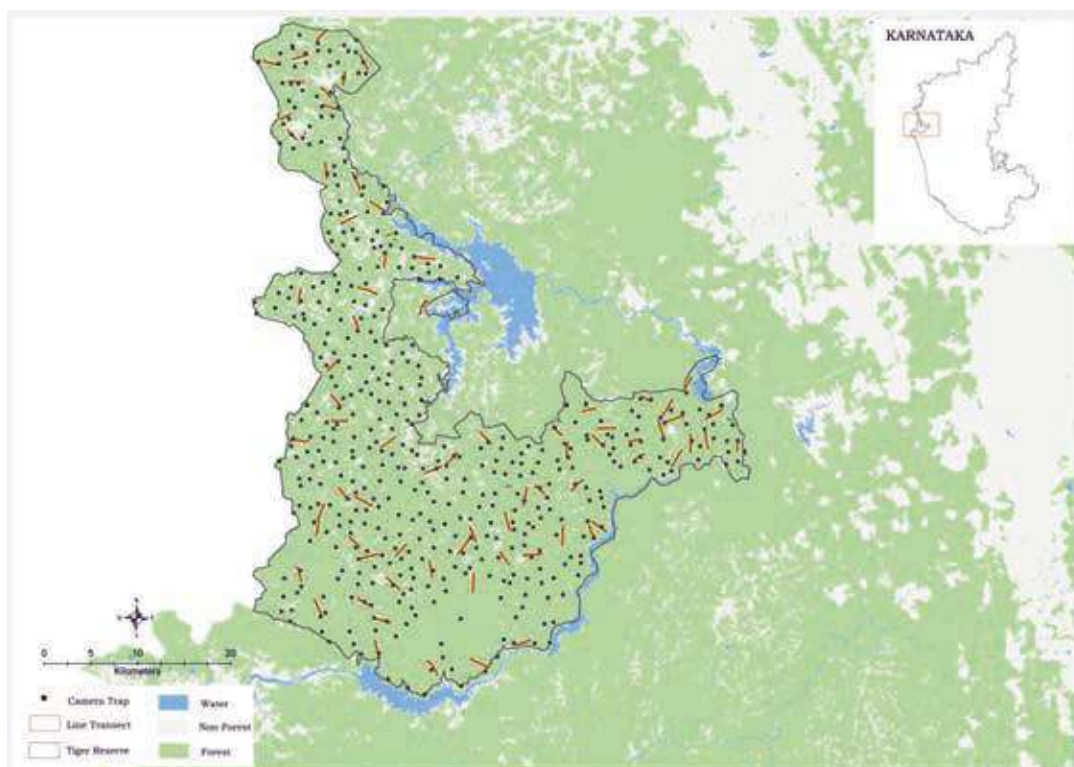 KARNATAKA
0 5 10 20
Kilometers
Camera Trap
Water
Line Transect
Non-Forest
Tiger Reserve
Forest